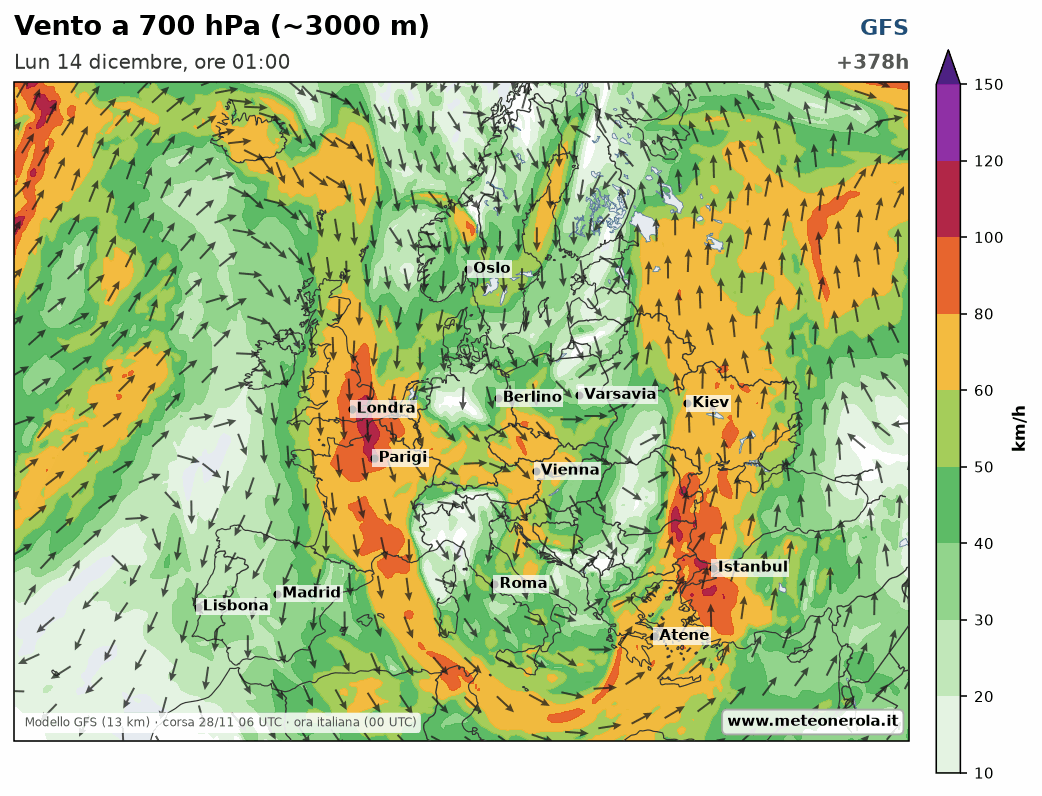 Vento a 700 hPa (~3000 m)
GFS
Lun 14 dicembre, ore 01:00
+378h
150
120
100
80
60
50
40
30
20
10
km/h
Oslo
Berlino
Varsavia
Londra
Kiev
Parigi
Vienna
Istanbul
Roma
Madrid
Lisbona
Atene
Modello GFS (13 km) · corsa 28/11 06 UTC · ora italiana (00 UTC)
www.meteonerola.it